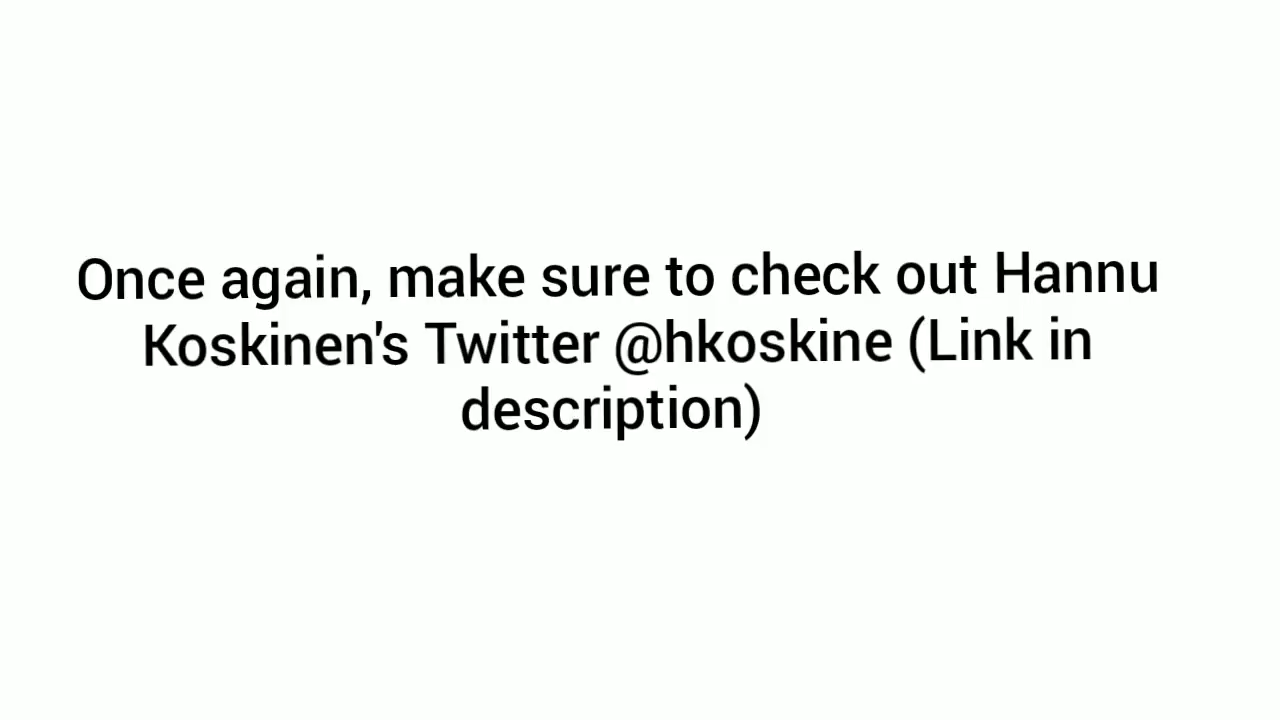 Once again, make sure to check out Hannu
Koskinen's Twitter @hkoskine (Link in
description)